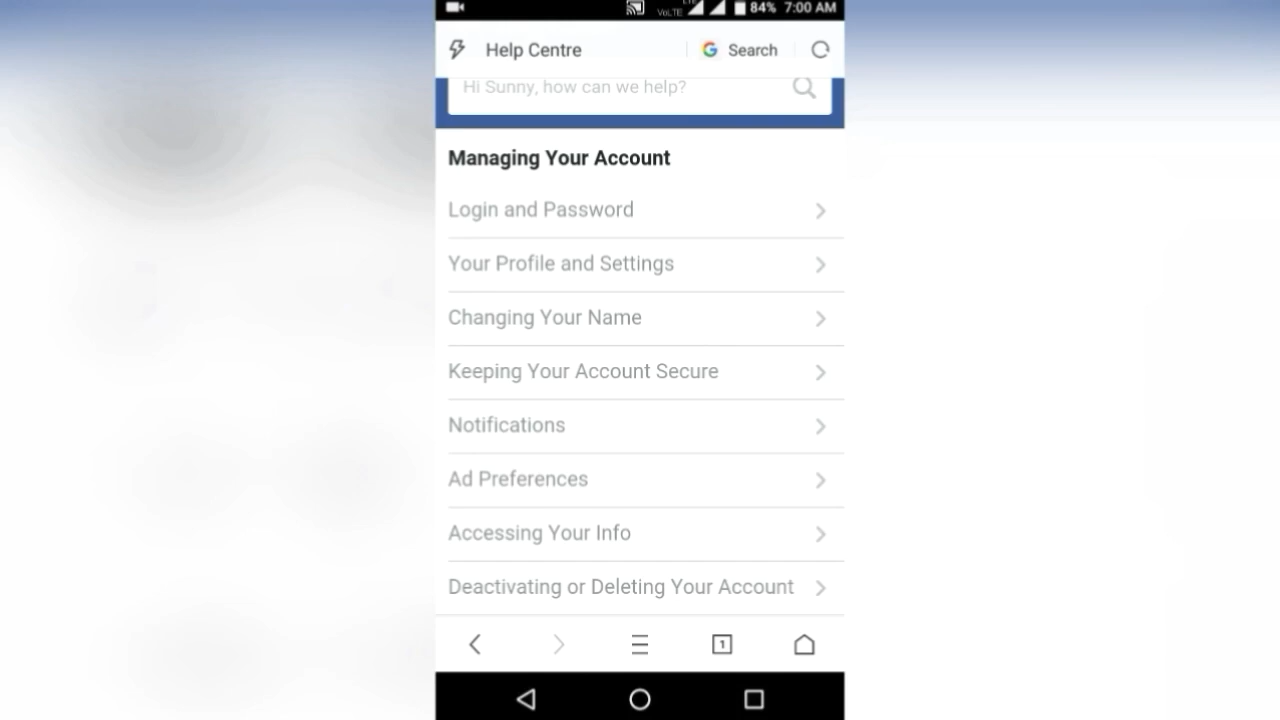 VoLTE LTE 84% 7:00 AM
Help Centre Search
Hi Sunny, how can we help?
Managing Your Account
Login and Password
Your Profile and Settings
Changing Your Name
Keeping Your Account Secure
Notifications
Ad Preferences
Accessing Your Info
Deactivating or Deleting Your Account
1